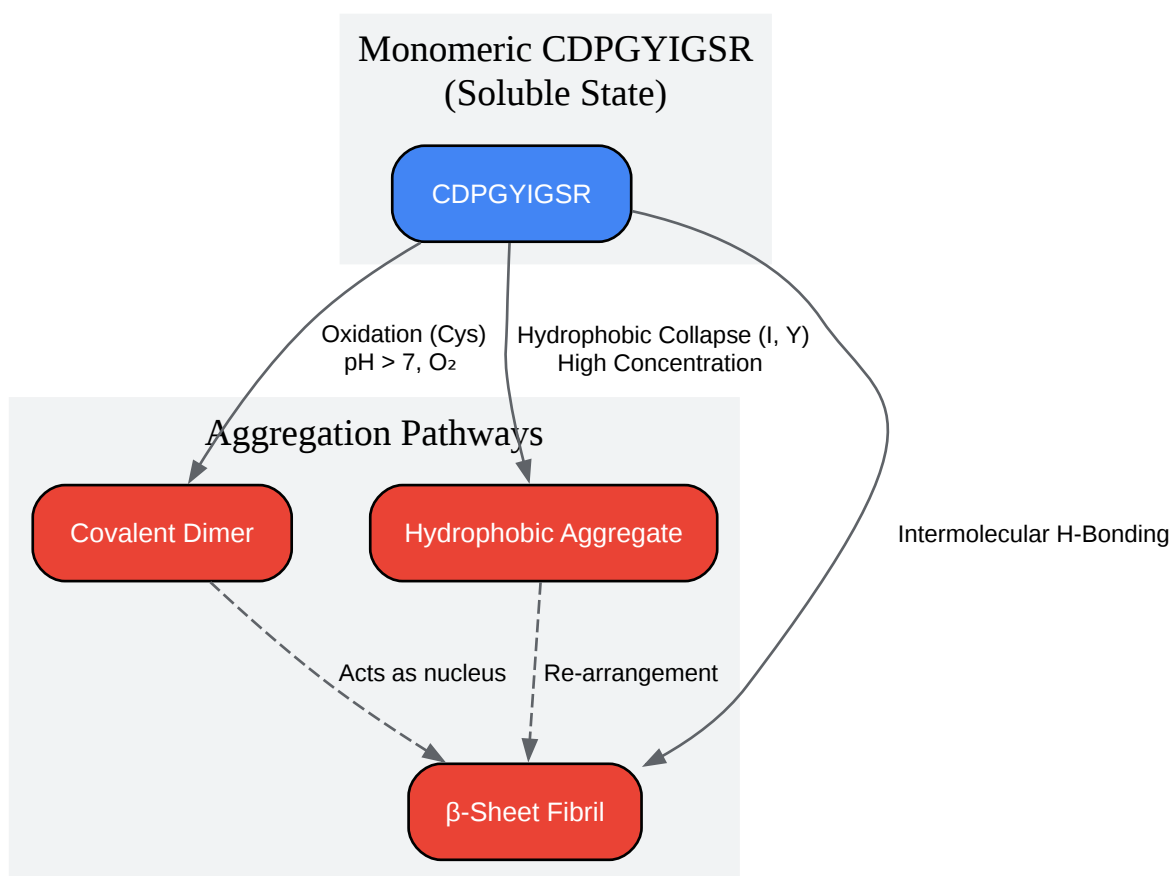 Monomeric CDPGYIGSR
(Soluble State)
CDPGYIGSR
Oxidation (Cys)
pH > 7, O₂
Hydrophobic Collapse (I, Y)
High Concentration
Aggregation Pathways
Covalent Dimer
Hydrophobic Aggregate
Intermolecular H-Bonding
Acts as nucleus
Re-arrangement
β-Sheet Fibril